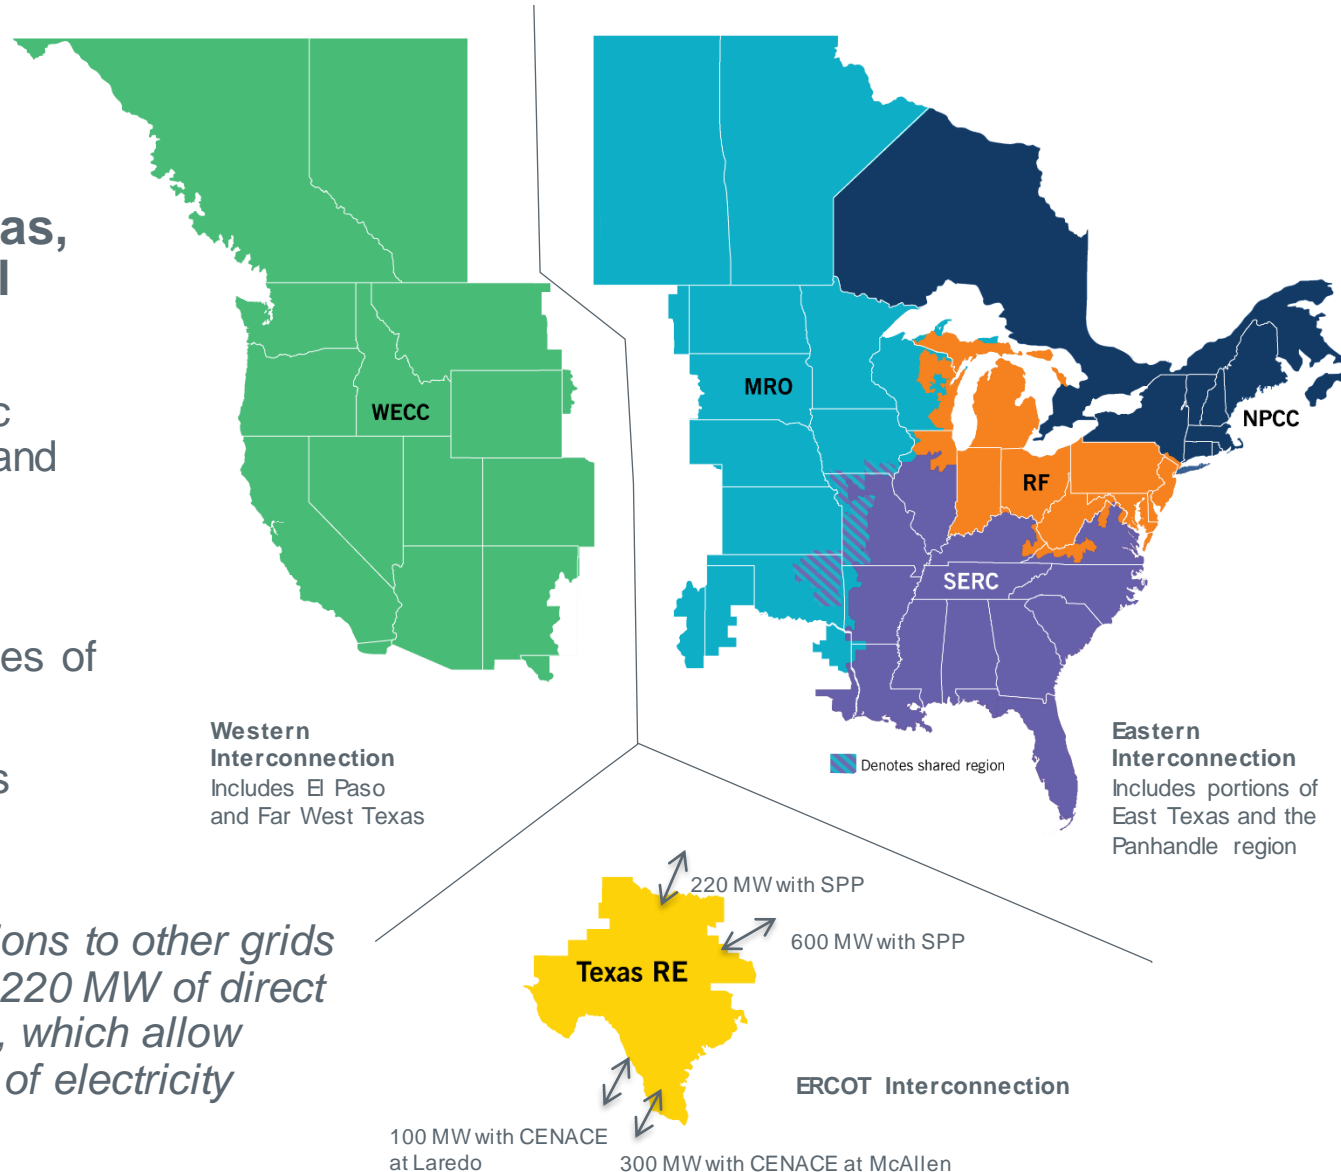 as,
l
c
and
es of
s
ions to other grids
220 MW of direct
, which allow
of electricity
WECC
MRO
NPCC
RF
SERC
Western
Interconnection
Includes El Paso
and Far West Texas
Denotes shared region
Eastern
Interconnection
Includes portions of
East Texas and the
Panhandle region
220 MW with SPP
600 MW with SPP
Texas RE
ERCOT Interconnection
100 MW with CENACE
at Laredo
300 MW with CENACE at McAllen